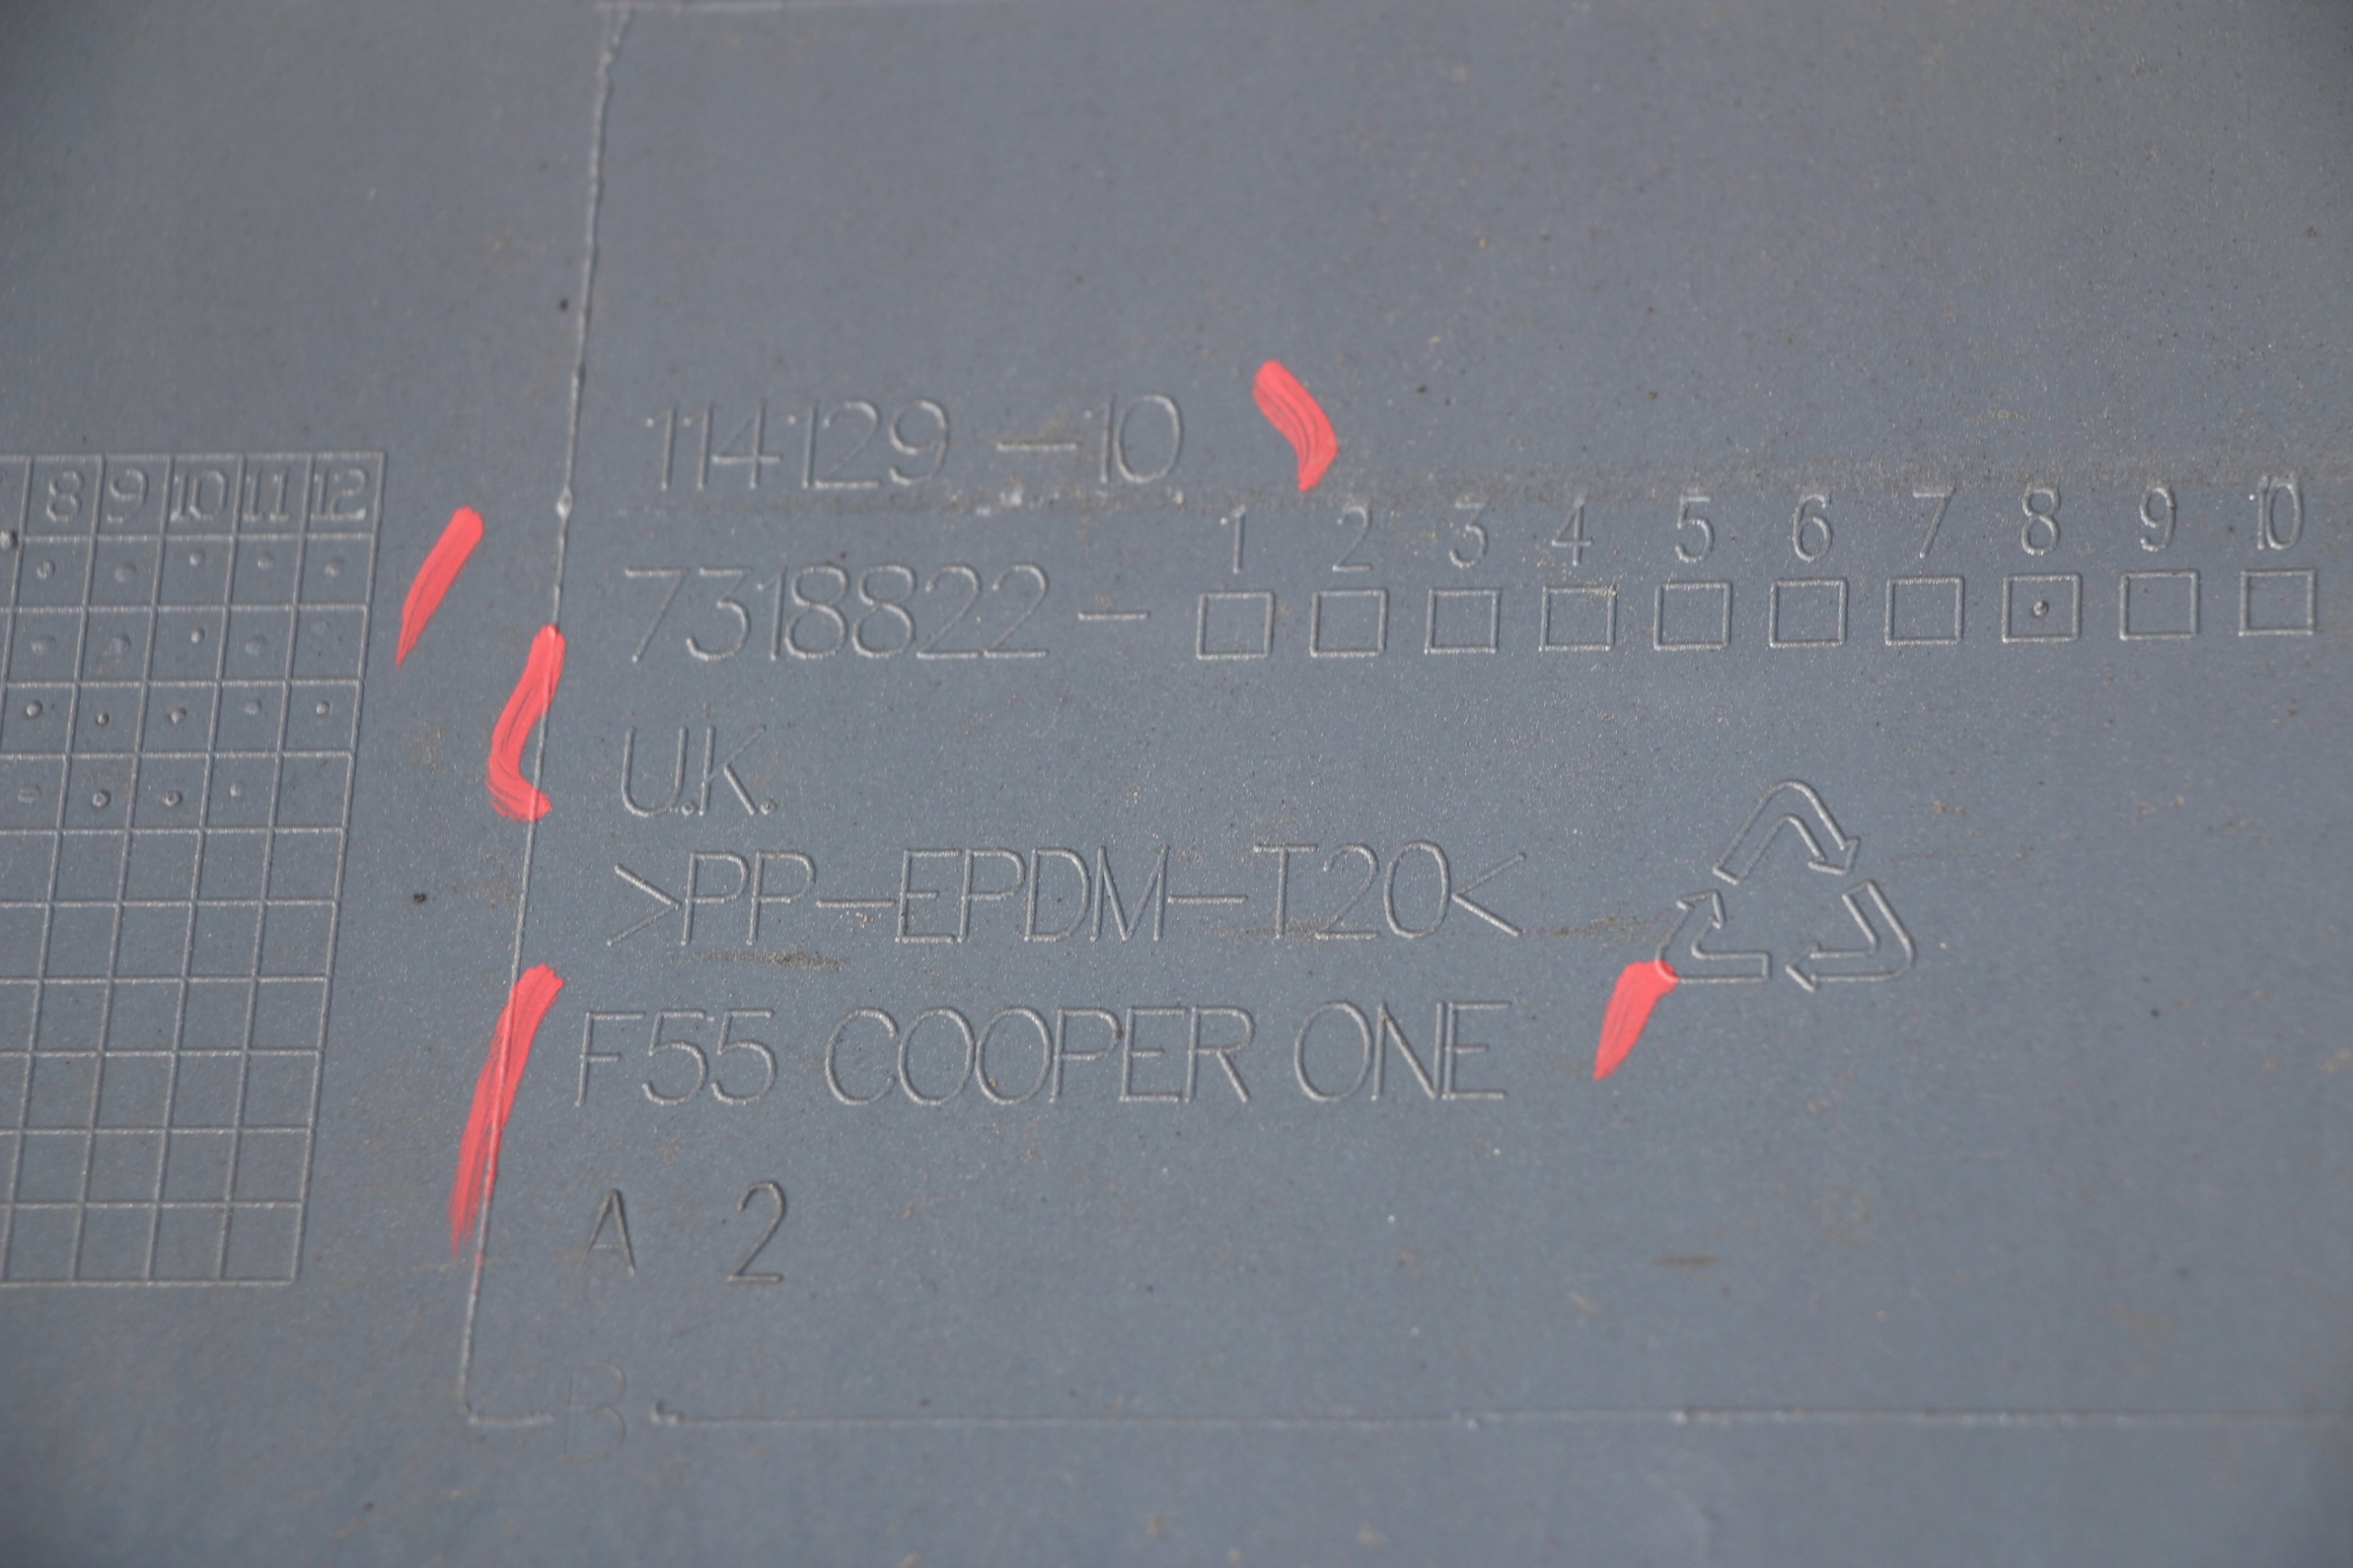 8 9 10 11 12
114129 -10
1 2 3 4 5 6 7 8 9 10
7318822 -
U.K.
>PP-EPDM-T20<
F55 COOPER ONE
A 2
B